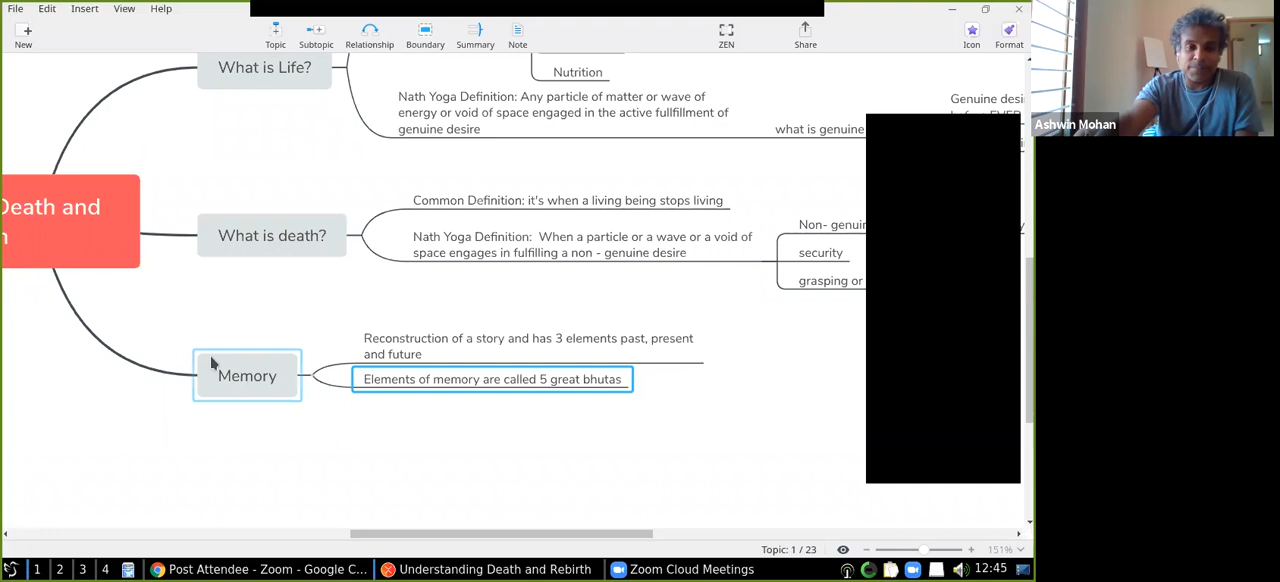 File Edit Insert View Help
New Topic Subtopic Relationship Boundary Summary Note ZEN Share Icon Format
What is Life?
Nutrition
Nath Yoga Definition: Any particle of matter or wave of
energy or void of space engaged in the active fullfillment of
genuine desire
what is genuine
Genuine desi
Ashwin Mohan
Death and
n
What is death?
Common Definition: it's when a living being stops living
Nath Yoga Definition: When a particle or a wave or a void of
space engages in fulfilling a non - genuine desire
Non- genuin
security
grasping or
Memory
Reconstruction of a story and has 3 elements past, present
and future
Elements of memory are called 5 great bhutas
Topic: 1 / 23 151%
1 2 3 4 Post Attendee - Zoom - Google C... Understanding Death and Rebirth Zoom Cloud Meetings 12:45